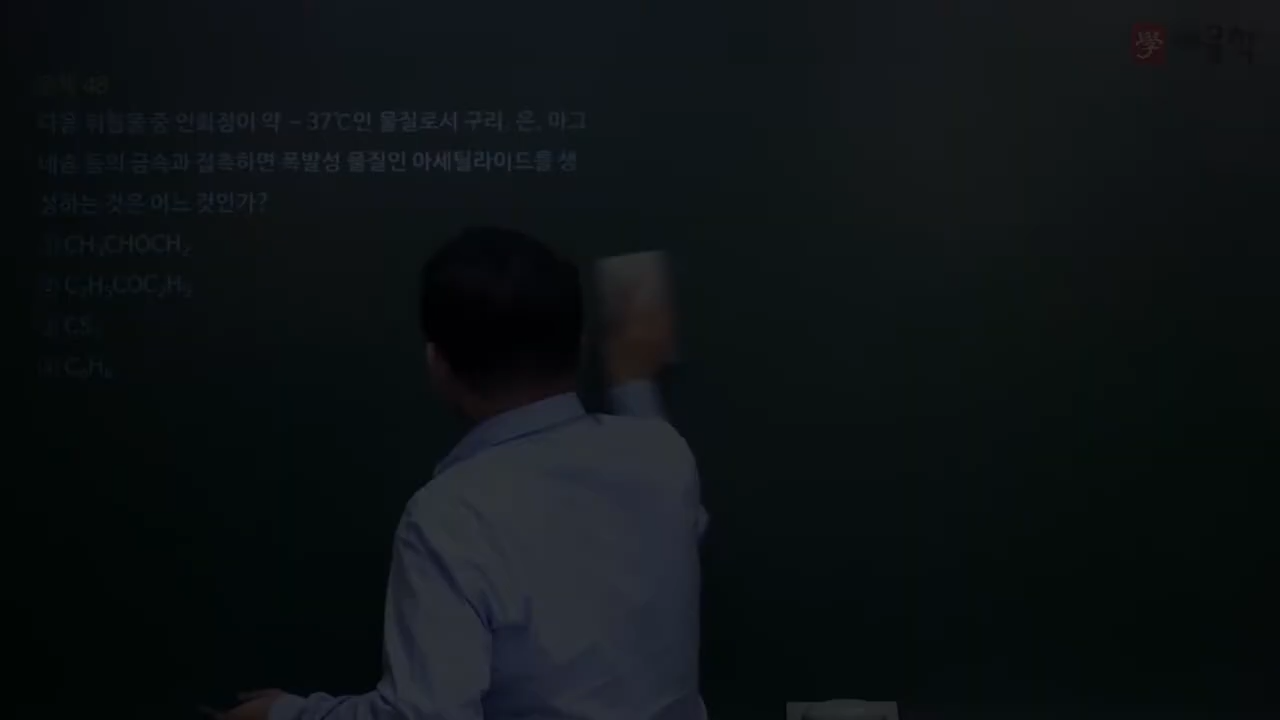 문제 48
다음 위험물 중 인화점이 약 – 37℃인 물질로서 구리, 은, 마그
네슘 등의 금속과 접촉하면 폭발성 물질인 아세틸라이드를 생
성하는 것은 어느 것인가?
① CH₃CHOCH₂
② C₂H₅COC₂H₅
③ CS₂
④ C₆H₆
學